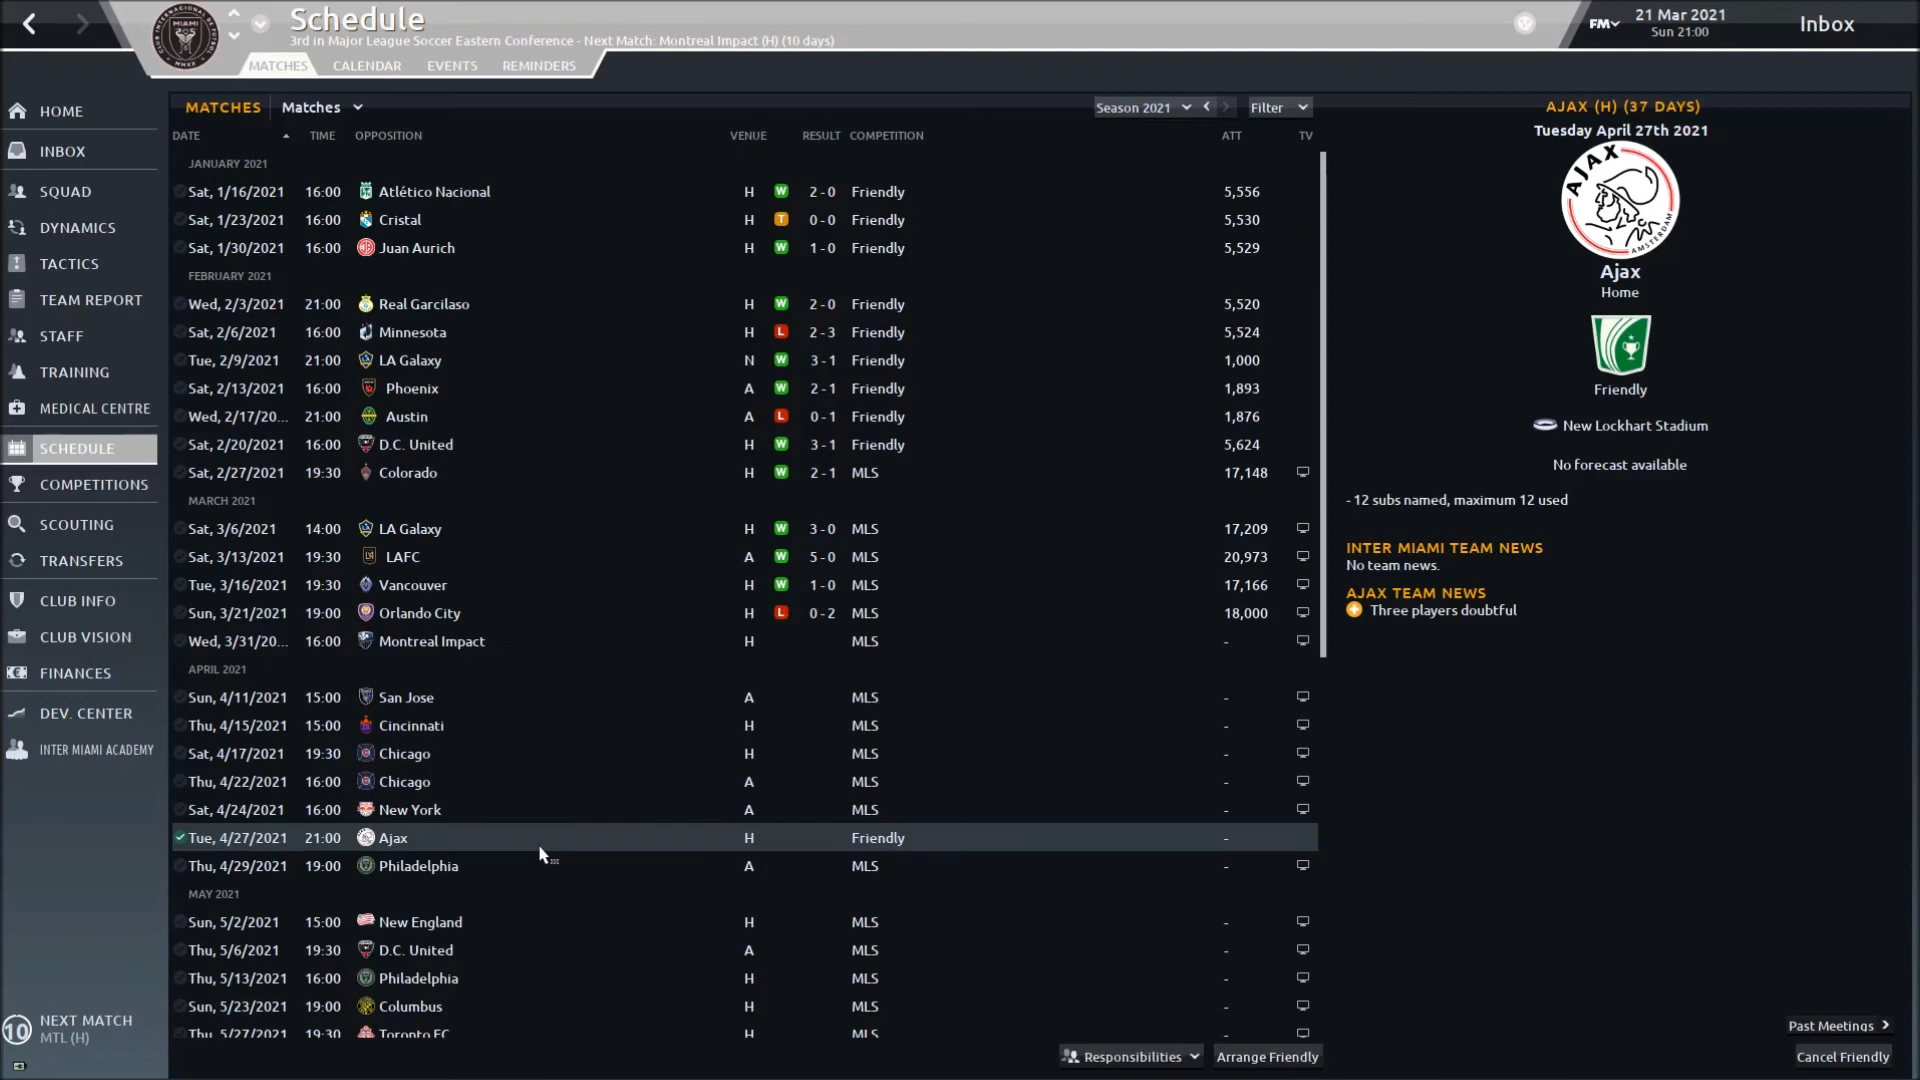 Schedule
3rd in Major League Soccer Eastern Conference - Next Match: Montreal Impact (H) (10 days)
FM
21 Mar 2021
Sun 21:00
Inbox
MATCHES CALENDAR EVENTS REMINDERS
HOME
INBOX
SQUAD
DYNAMICS
TACTICS
TEAM REPORT
STAFF
TRAINING
MEDICAL CENTRE
SCHEDULE
COMPETITIONS
SCOUTING
TRANSFERS
CLUB INFO
CLUB VISION
FINANCES
DEV. CENTER
INTER MIAMI ACADEMY
10 NEXT MATCH
MTL (H)
MATCHES Matches Season 2021 Filter
DATE TIME OPPOSITION VENUE RESULT COMPETITION ATT TV
JANUARY 2021
Sat, 1/16/2021 16:00 Atlético Nacional H W 2 - 0 Friendly 5,556
Sat, 1/23/2021 16:00 Cristal H T 0 - 0 Friendly 5,530
Sat, 1/30/2021 16:00 Juan Aurich H W 1 - 0 Friendly 5,529
FEBRUARY 2021
Wed, 2/3/2021 21:00 Real Garcilaso H W 2 - 0 Friendly 5,520
Sat, 2/6/2021 16:00 Minnesota H L 2 - 3 Friendly 5,524
Tue, 2/9/2021 21:00 LA Galaxy N W 3 - 1 Friendly 1,000
Sat, 2/13/2021 16:00 Phoenix A W 2 - 1 Friendly 1,893
Wed, 2/17/20... 21:00 Austin A L 0 - 1 Friendly 1,876
Sat, 2/20/2021 16:00 D.C. United H W 3 - 1 Friendly 5,624
Sat, 2/27/2021 19:30 Colorado H W 2 - 1 MLS 17,148
MARCH 2021
Sat, 3/6/2021 14:00 LA Galaxy H W 3 - 0 MLS 17,209
Sat, 3/13/2021 19:30 LAFC A W 5 - 0 MLS 20,973
Tue, 3/16/2021 19:30 Vancouver H W 1 - 0 MLS 17,166
Sun, 3/21/2021 19:00 Orlando City H L 0 - 2 MLS 18,000
Wed, 3/31/20... 16:00 Montreal Impact H MLS -
APRIL 2021
Sun, 4/11/2021 15:00 San Jose A MLS -
Thu, 4/15/2021 15:00 Cincinnati H MLS -
Sat, 4/17/2021 19:30 Chicago H MLS -
Thu, 4/22/2021 16:00 Chicago A MLS -
Sat, 4/24/2021 16:00 New York A MLS -
Tue, 4/27/2021 21:00 Ajax H Friendly -
Thu, 4/29/2021 19:00 Philadelphia A MLS -
MAY 2021
Sun, 5/2/2021 15:00 New England H MLS -
Thu, 5/6/2021 19:30 D.C. United A MLS -
Thu, 5/13/2021 16:00 Philadelphia H MLS -
Sun, 5/23/2021 19:00 Columbus H MLS -
Thu, 5/27/2021 19:30 Toronto FC H MLS -
Responsibilities Arrange Friendly
AJAX (H) (37 DAYS)
Tuesday April 27th 2021
AJAX
AMSTERDAM
Ajax
Home
Friendly
New Lockhart Stadium
No forecast available
- 12 subs named, maximum 12 used
INTER MIAMI TEAM NEWS
No team news.
AJAX TEAM NEWS
Three players doubtful
Past Meetings
Cancel Friendly